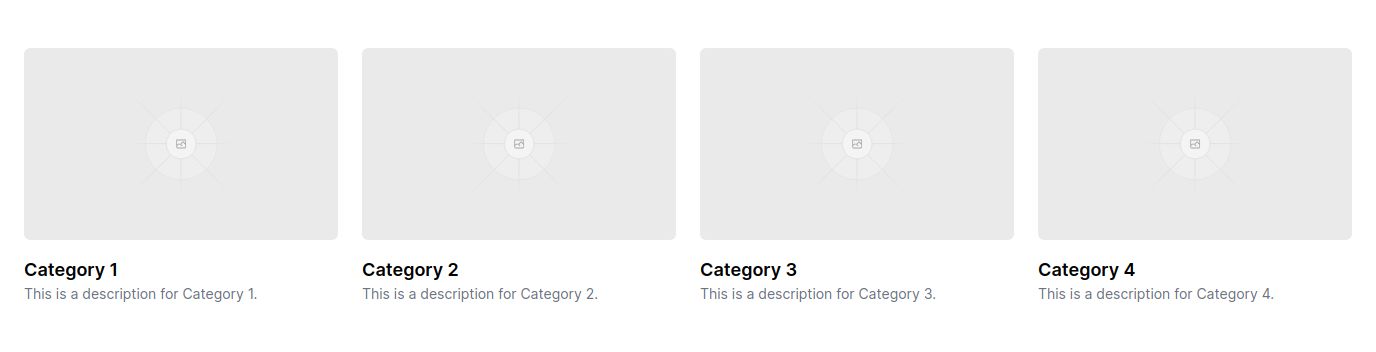 Category 1
This is a description for Category 1.
Category 2
This is a description for Category 2.
Category 3
This is a description for Category 3.
Category 4
This is a description for Category 4.